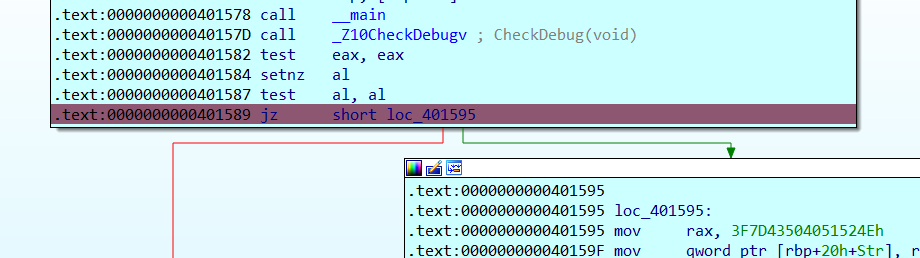 .text:0000000000401578 call    __main
.text:000000000040157D call    _Z10CheckDebugv ; CheckDebug(void)
.text:0000000000401582 test    eax, eax
.text:0000000000401584 setnz   al
.text:0000000000401587 test    al, al
.text:0000000000401589 jz      short loc_401595
.text:0000000000401595
.text:0000000000401595 loc_401595:
.text:0000000000401595 mov     rax, 3F7D43504051524Eh
.text:000000000040159F mov     qword ptr [rbp+20h+Str],